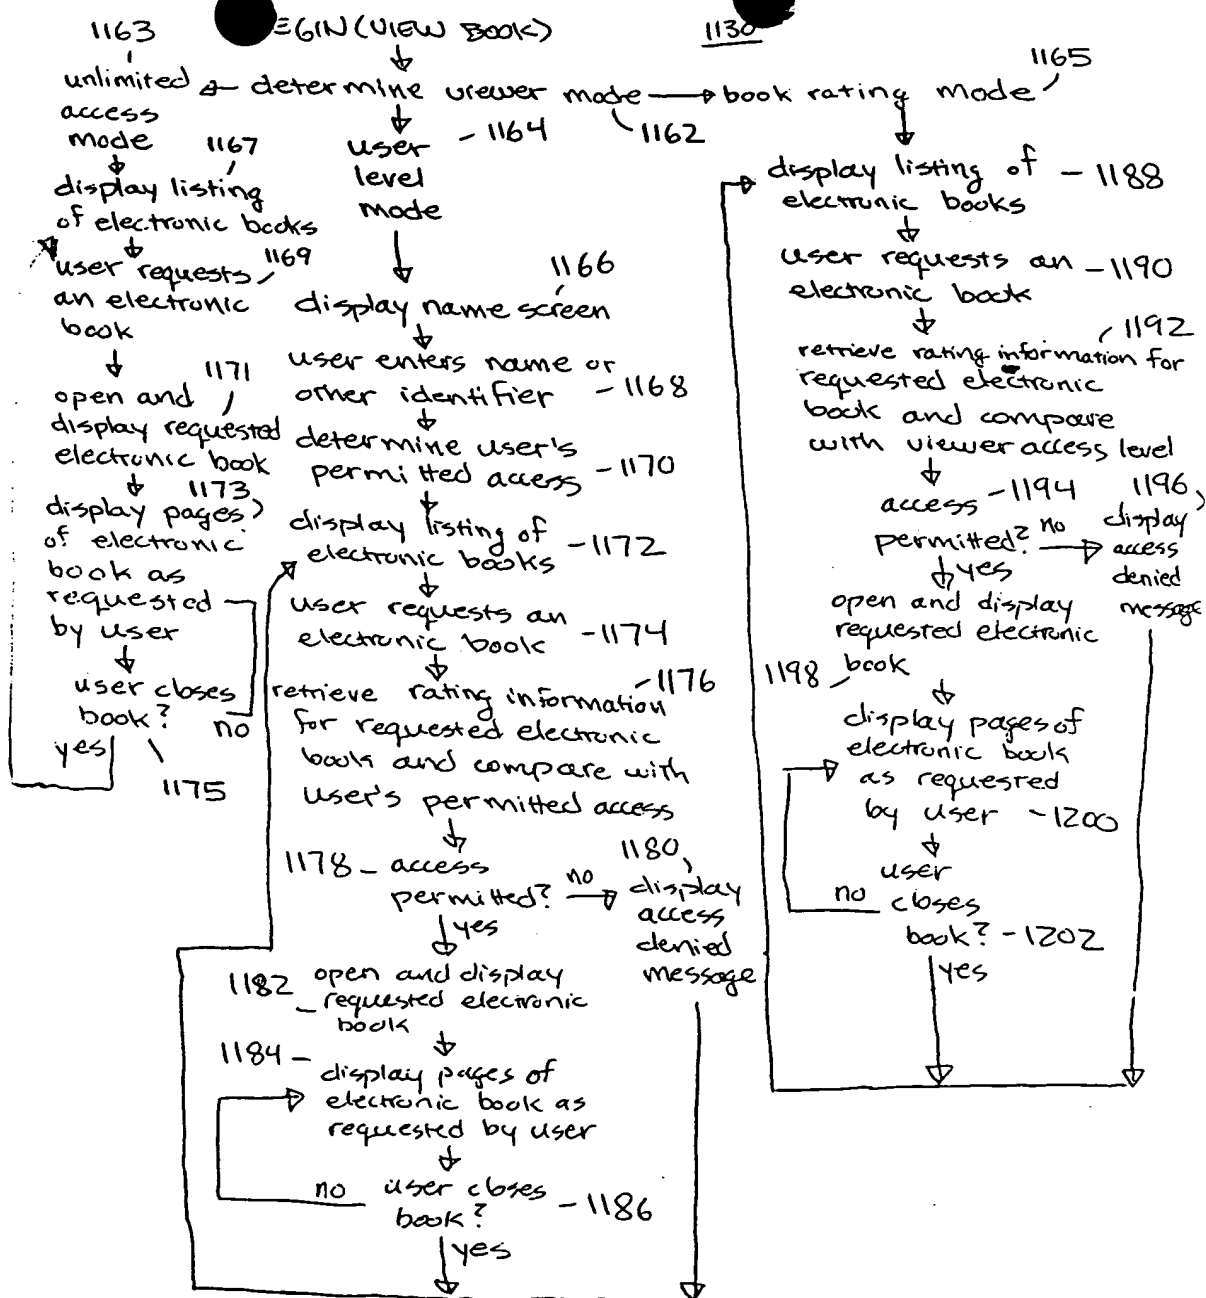 1163
EGIN (VIEW BOOK)
1130
unlimited
access
mode
determine viewer mode
1162
book rating mode
1165
1167
display listing
of electronic books
user requests
an electronic
book
1169
1171
open and
display requested
electronic book
1173
display pages
of electronic
book as
requested
by user
user closes
book?
no
yes
1175
user
level
mode
1164
1166
display name screen
user enters name or
other identifier - 1168
determine user's
permitted access - 1170
display listing of
electronic books - 1172
user requests an
electronic book - 1174
retrieve rating information - 1176
for requested electronic
book and compare with
user's permitted access
1178 - access
permitted?
no
1180
display
access
denied
message
yes
1182
open and display
requested electronic
book
1184 -
display pages of
electronic book as
requested by user
no
user closes
book? - 1186
yes
display listing of - 1188
electronic books
user requests an - 1190
electronic book
1192
retrieve rating information for
requested electronic
book and compare
with viewer access level
access - 1194
permitted?
no
1196
display
access
denied
message
yes
open and display
requested electronic
book
1198
display pages of
electronic book
as requested
by user - 1200
user
closes
book? - 1202
no
yes